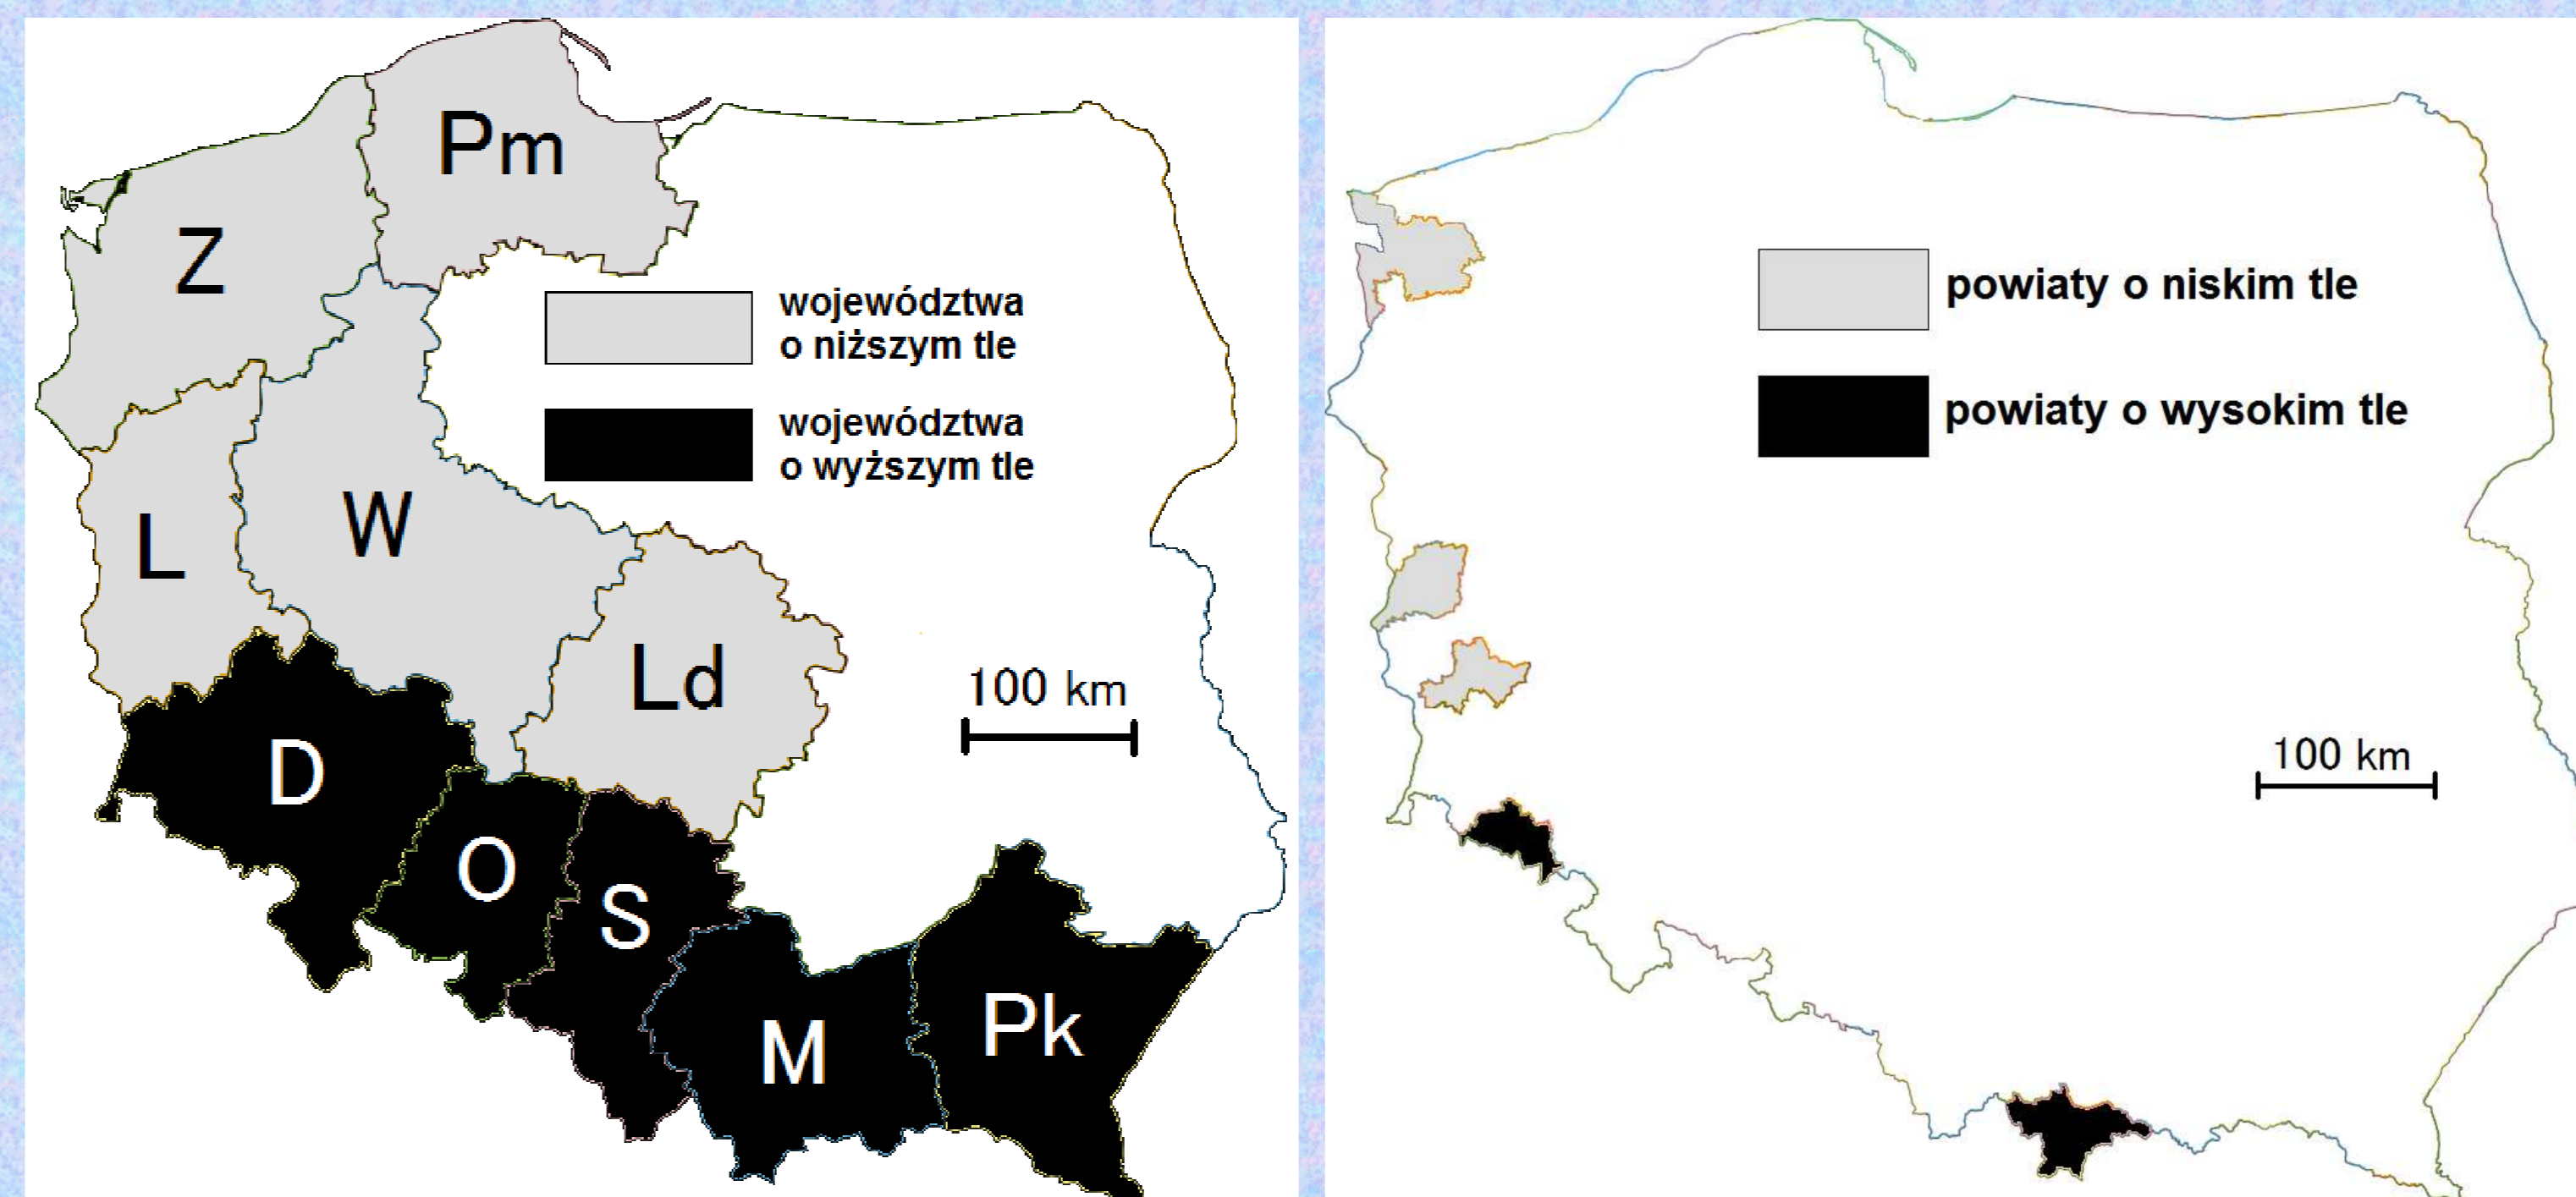 Pm
Z
województwa
o niższym tle
województwa
o wyższym tle
L
W
Ld
100 km
D
O
S
M
Pk
powiaty o niskim tle
powiaty o wysokim tle
100 km